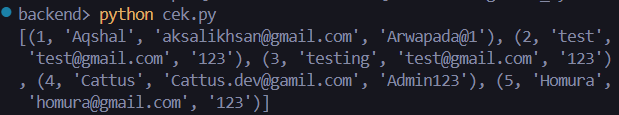 backend> python cek.py
[(1, 'Aqshal', 'aksalikhsan@gmail.com', 'Arwapada@1'), (2, 'test',
'test@gmail.com', '123'), (3, 'testing', 'test@gmail.com', '123')
, (4, 'Cattus', 'Cattus.dev@gamil.com', 'Admin123'), (5, 'Homura',
'homura@gmail.com', '123')]